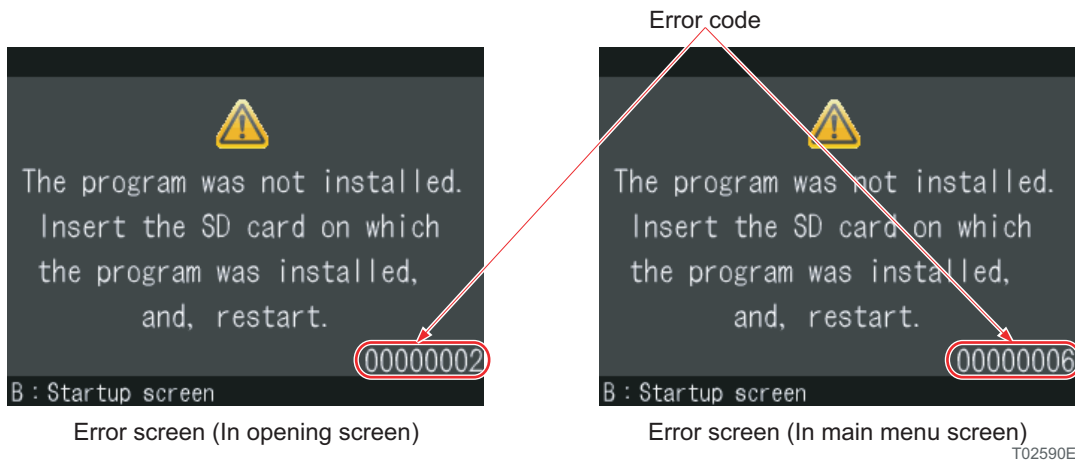 Error code
The program was not installed.
Insert the SD card on which
the program was installed,
and, restart.
00000002
B : Startup screen
Error screen (In opening screen)
The program was not installed.
Insert the SD card on which
the program was installed,
and, restart.
00000006
B : Startup screen
Error screen (In main menu screen)
T02590E